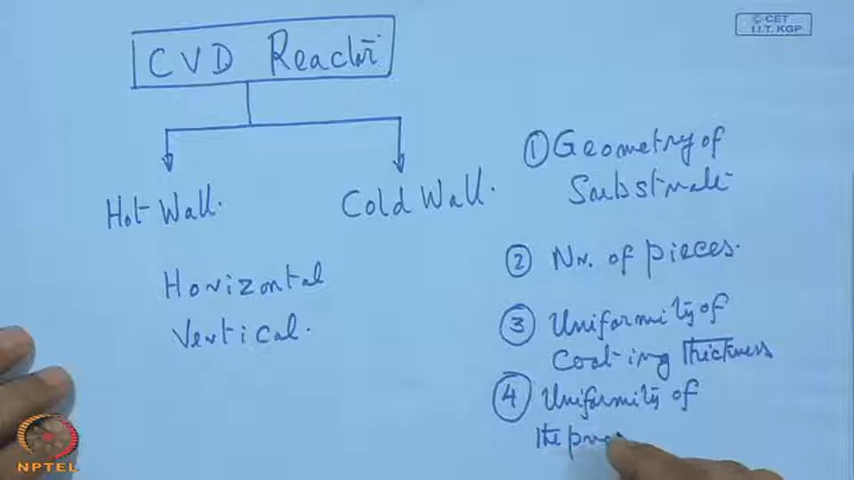 CVD Reactor
© CET
I.I.T. KGP
Hot Wall.
Cold Wall.
Horizontal
Vertical.
① Geometry of
Substrate
② Nr. of pieces.
③ Uniformity of
Coating Thickness
④ Uniformity of
the
NPTEL